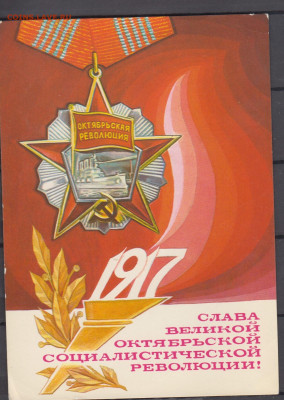 ОКТЯБРЬСКАЯ
РЕВОЛЮЦИЯ
1917
СЛАВА
ВЕЛИКОЙ
ОКТЯБРЬСКОЙ
СОЦИАЛИСТИЧЕСКОЙ
РЕВОЛЮЦИИ!